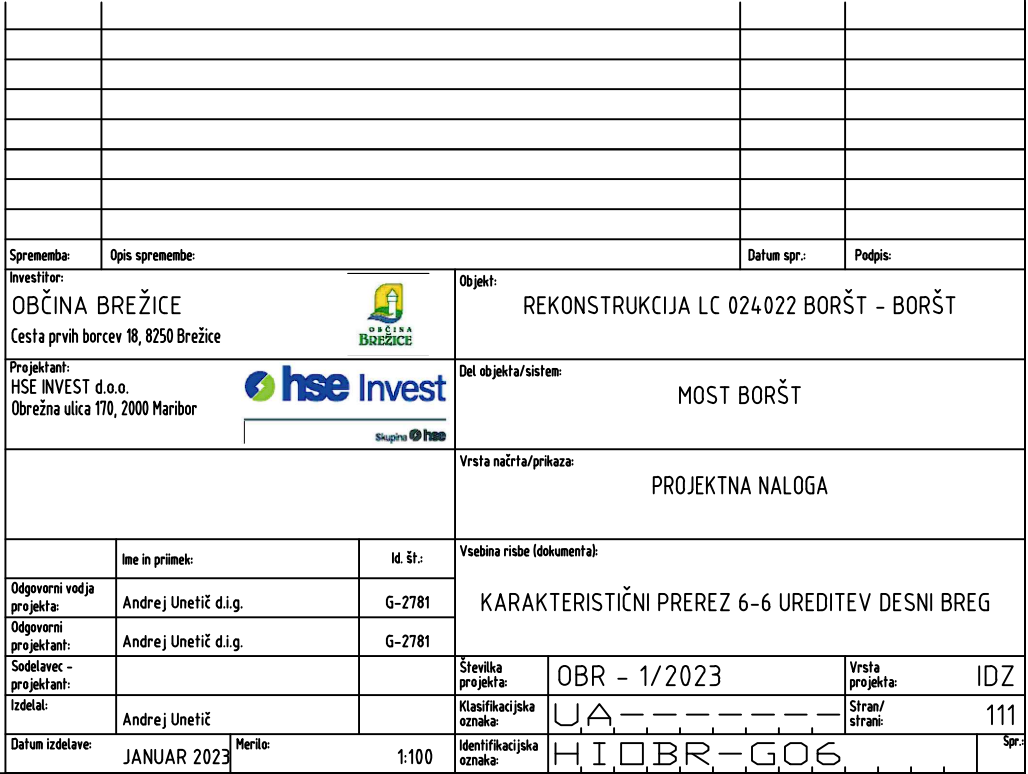 Sprememba: Opis spremembe: Datum spr.: Podpis:
Investitor:
OBČINA BREŽICE
Cesta prvih borcev 18, 8250 Brežice
OBČINA
BREŽICE
Objekt:
REKONSTRUKCIJA LC 024022 BORŠT - BORŠT
Projektant:
HSE INVEST d.o.o.
Obrežna ulica 170, 2000 Maribor
hse Invest
Skupina hse
Del objekta/sistem:
MOST BORŠT
Vrsta načrta/prikaza:
PROJEKTNA NALOGA
Ime in priimek: Id. št.:
Odgovorni vodja
projekta: Andrej Unetič d.i.g. G-2781
Odgovorni
projektant: Andrej Unetič d.i.g. G-2781
Sodelavec -
projektant:
Izdelal:
Andrej Unetič
Datum izdelave:
JANUAR 2023
Merilo:
1:100
Vsebina risbe (dokumenta):
KARAKTERISTIČNI PREREZ 6-6 UREDITEV DESNI BREG
Številka
projekta: OBR - 1/2023
Vrsta
projekta: IDZ
Klasifikacijska
oznaka: UA-------
Stran/
strani: 111
Identifikacijska
oznaka: HIOBR-G06
Spr.: